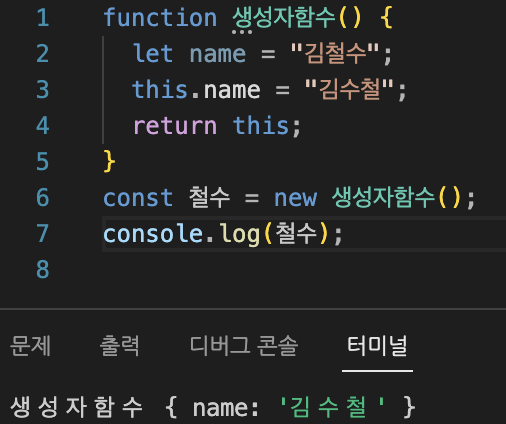 1 function 생성자함수() {
2 let name = "김철수";
3 this.name = "김수철";
4 return this;
5 }
6 const 철수 = new 생성자함수();
7 console.log(철수);
8
문제 출력 디버그 콘솔 터미널
생성자함수 { name: '김수철' }